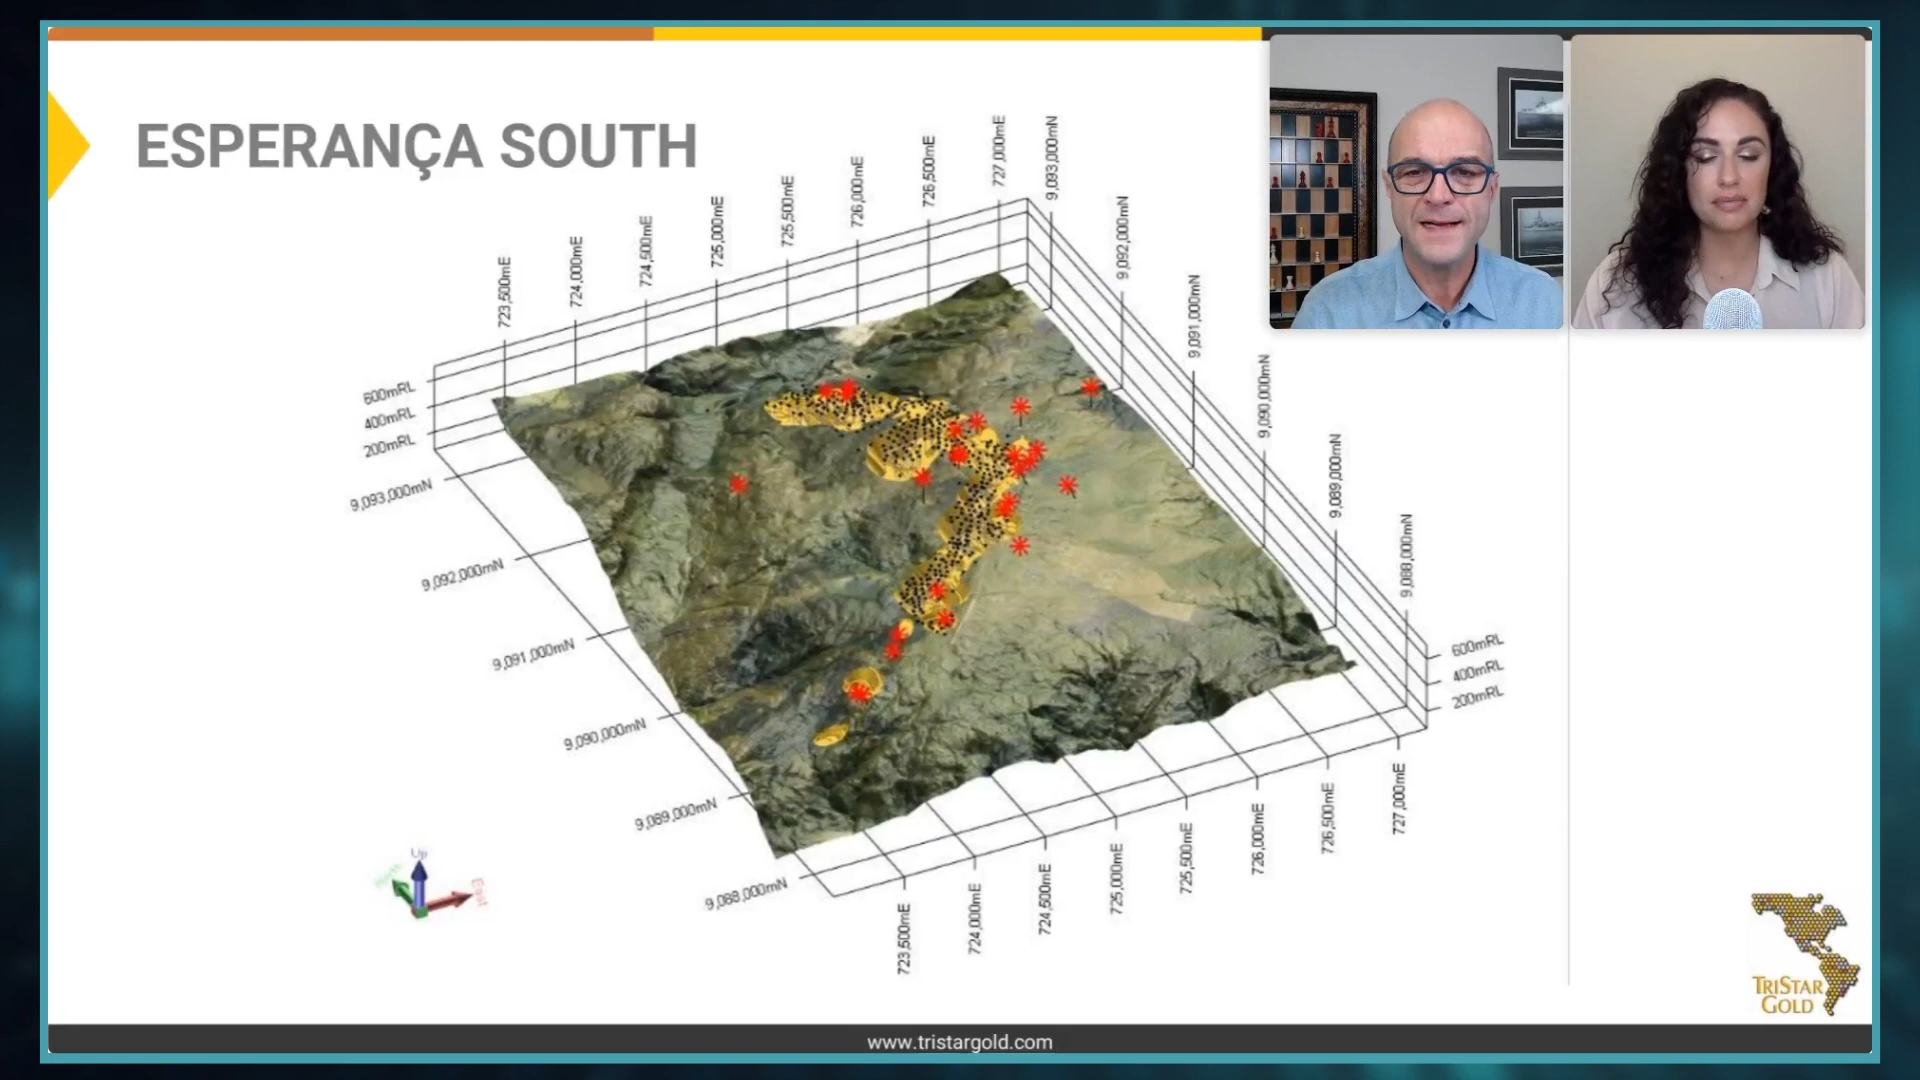 ESPERANÇA SOUTH
723,500mE
724,000mE
724,500mE
725,000mE
725,500mE
726,000mE
726,500mE
727,000mE
9,093,000mN
9,092,000mN
9,091,000mN
9,090,000mN
9,089,000mN
9,088,000mN
600mRL
400mRL
200mRL
9,093,000mN
9,092,000mN
9,091,000mN
9,090,000mN
9,089,000mN
9,088,000mN
600mRL
400mRL
200mRL
723,500mE
724,000mE
724,500mE
725,000mE
725,500mE
726,000mE
726,500mE
727,000mE
Up
East
TRISTAR
GOLD
www.tristargold.com